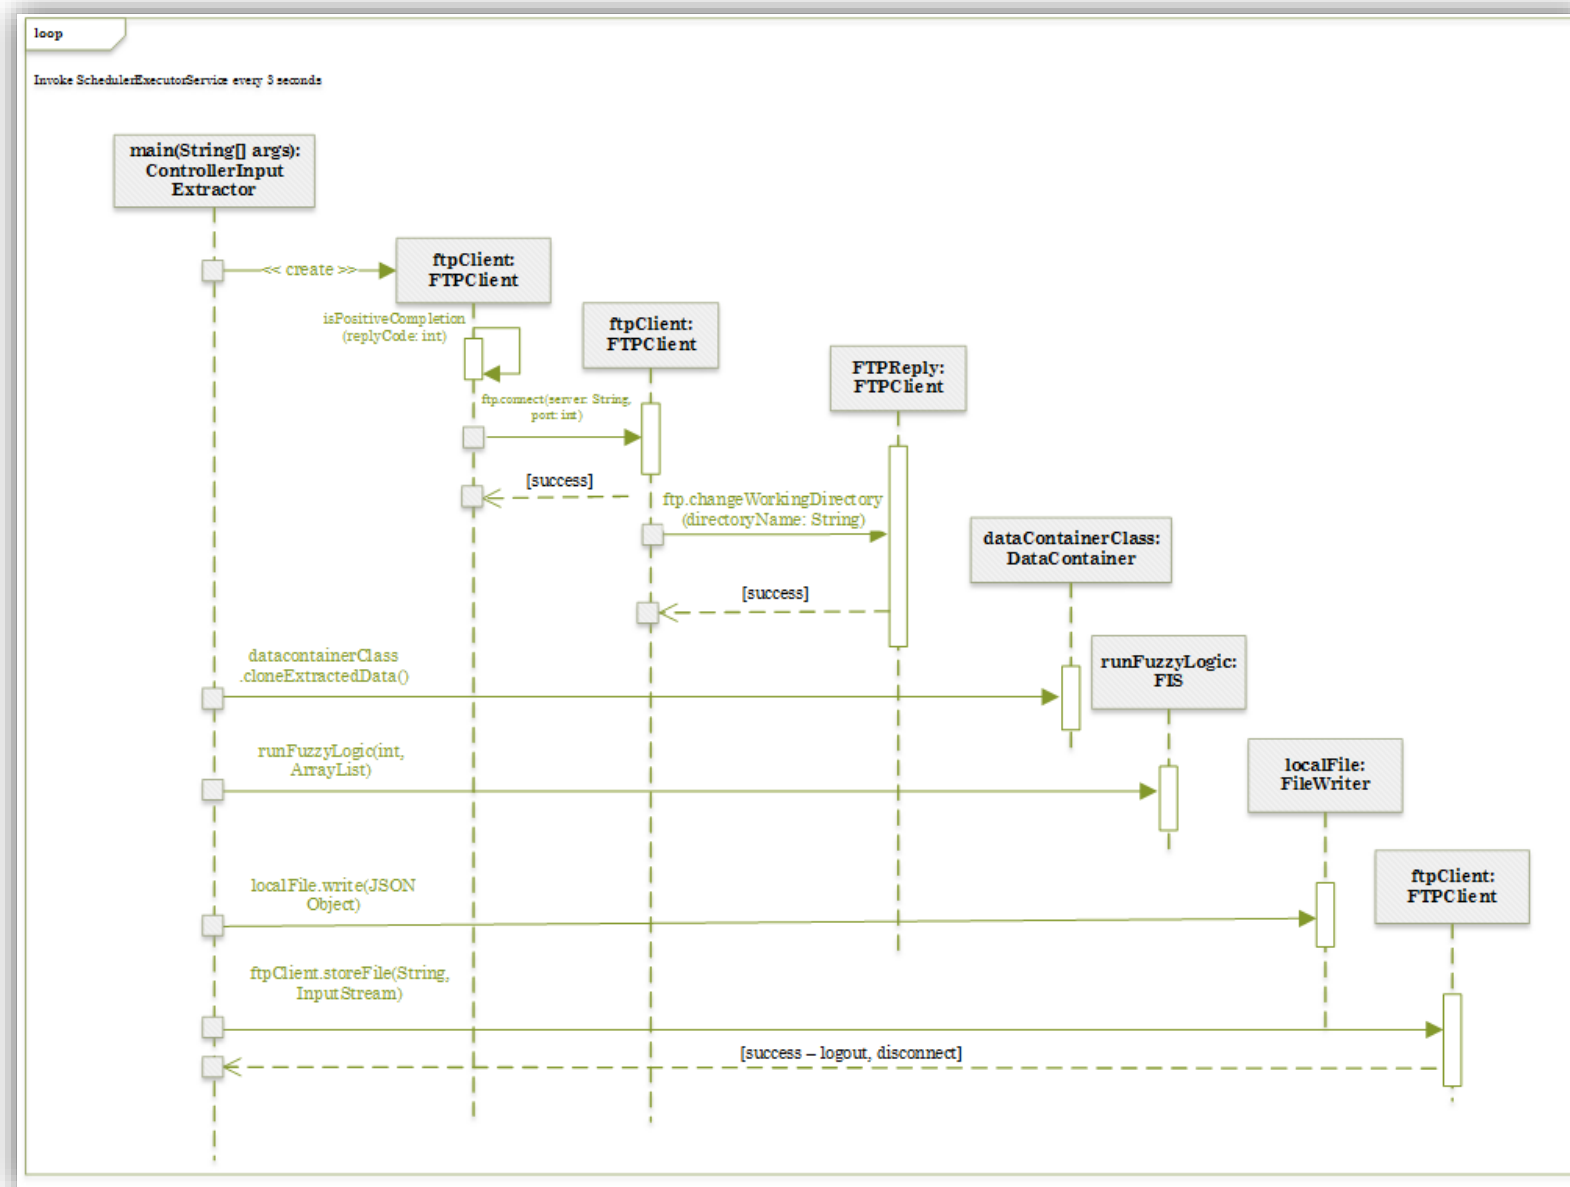 loop
Invoke SchedulerExecutorService every 3 seconds
main(String[] args):
ControllerInput
Extractor
<< create >>
ftpClient:
FTPClient
isPositiveCompletion
(replyCode: int)
ftpClient:
FTPClient
FTPReply:
FTPClient
ftp.connect(server: String,
port: int)
[success]
ftp.changeWorkingDirectory
(directoryName: String)
dataContainerClass:
DataContainer
[success]
datacontainerClass
.cloneExtractedData()
runFuzzyLogic:
FIS
runFuzzyLogic(int,
ArrayList)
localFile:
FileWriter
localFile.write(JSON
Object)
ftpClient:
FTPClient
ftpClient.storeFile(String,
InputStream)
[success – logout, disconnect]